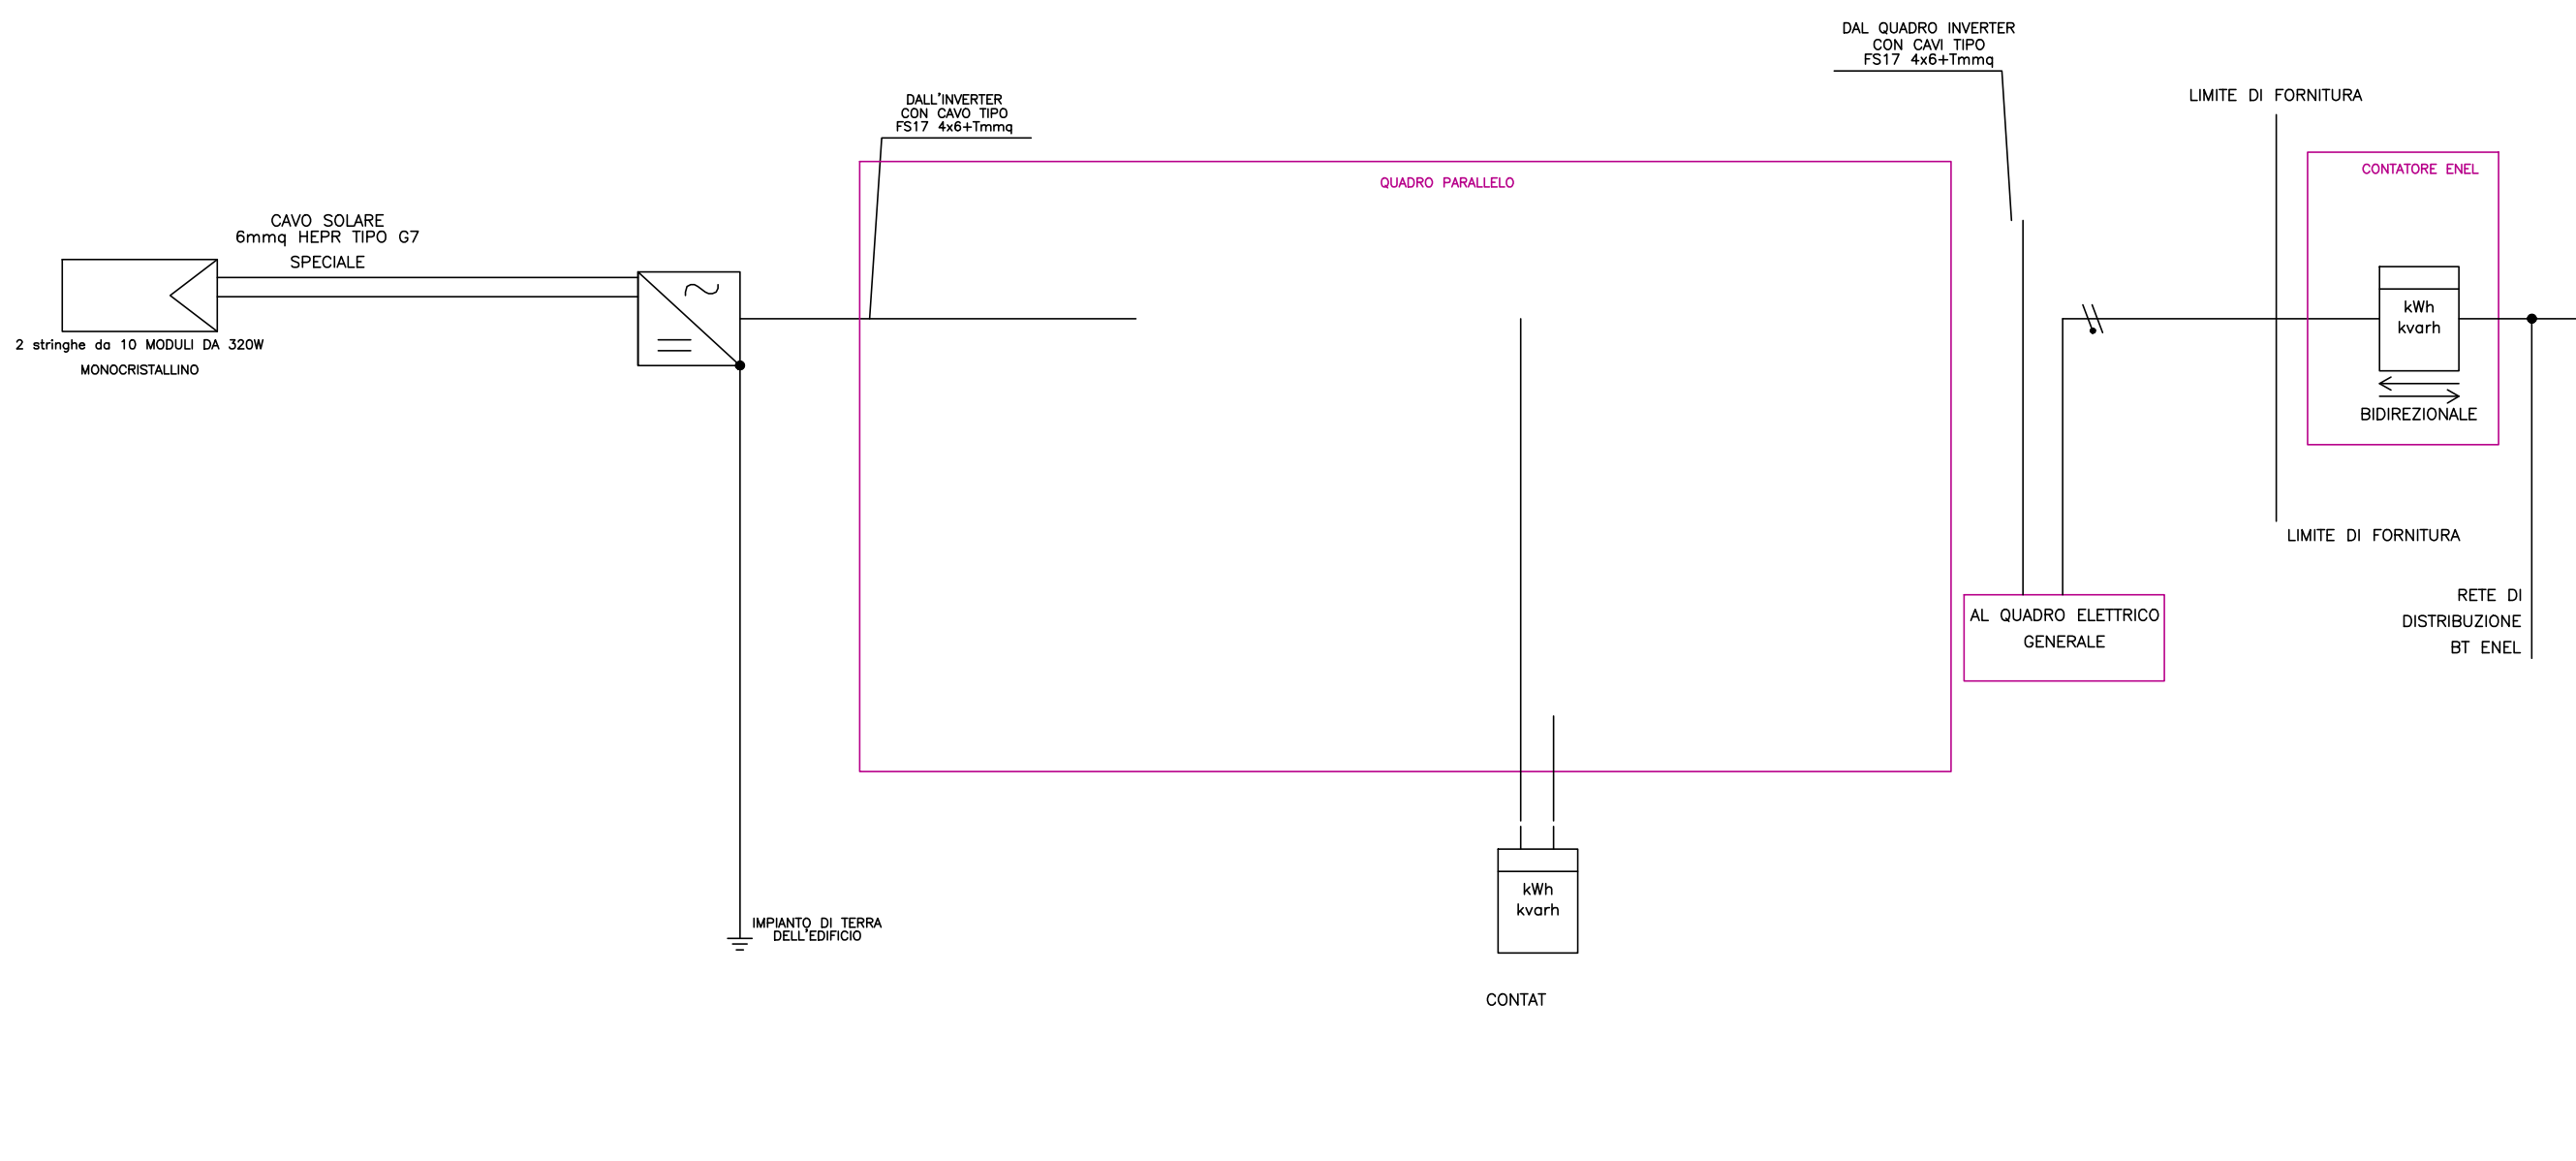 DAL QUADRO INVERTER
CON CAVI TIPO
FS17 4x6+Tmmq
LIMITE DI FORNITURA
DALL'INVERTER
CON CAVO TIPO
FS17 4x6+Tmmq
CONTATORE ENEL
QUADRO PARALLELO
CAVO SOLARE
6mmq HEPR TIPO G7
SPECIALE
kWh
kvarh
2 stringhe da 10 MODULI DA 320W
MONOCRISTALLINO
BIDIREZIONALE
LIMITE DI FORNITURA
RETE DI
DISTRIBUZIONE
BT ENEL
AL QUADRO ELETTRICO
GENERALE
kWh
kvarh
IMPIANTO DI TERRA
DELL'EDIFICIO
CONTAT